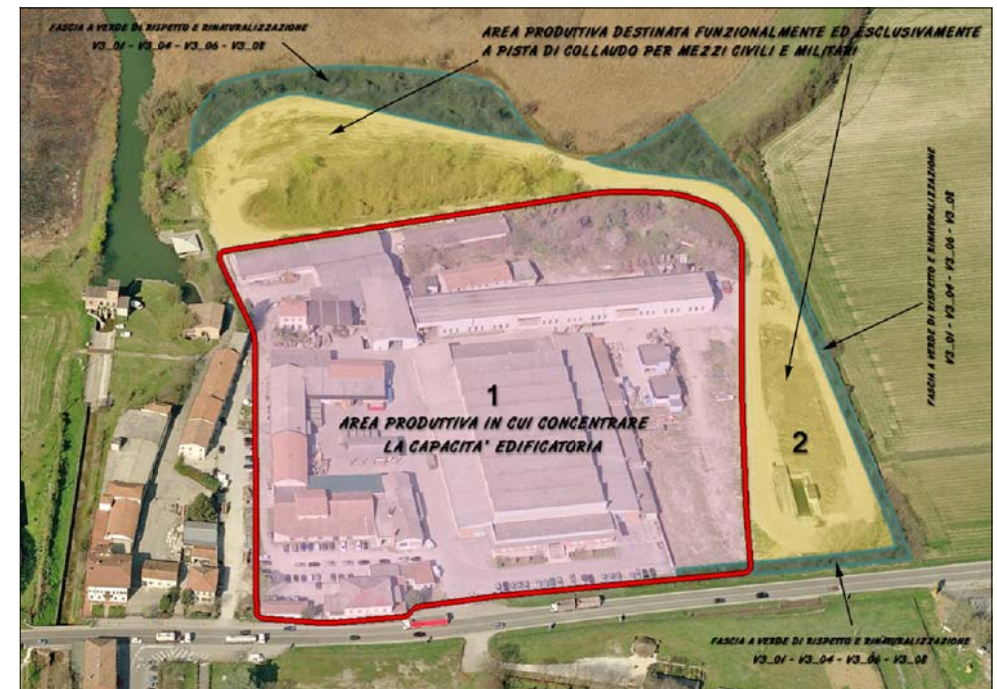 FASCIA A VERDE DI RISPETTO E RINATURALIZZAZIONE
V3_01 - V3_04 - V3_06 - V3_08
AREA PRODUTTIVA DESTINATA FUNZIONALMENTE ED ESCLUSIVAMENTE
A PISTA DI COLLAUDO PER MEZZI CIVILI E MILITARI
FASCIA A VERDE DI RISPETTO E RINATURALIZZAZIONE
V3_01 - V3_04 - V3_06 - V3_08
1
AREA PRODUTTIVA IN CUI CONCENTRARE
LA CAPACITA' EDIFICATORIA
2
FASCIA A VERDE DI RISPETTO E RINATURALIZZAZIONE
V3_01 - V3_04 - V3_06 - V3_08